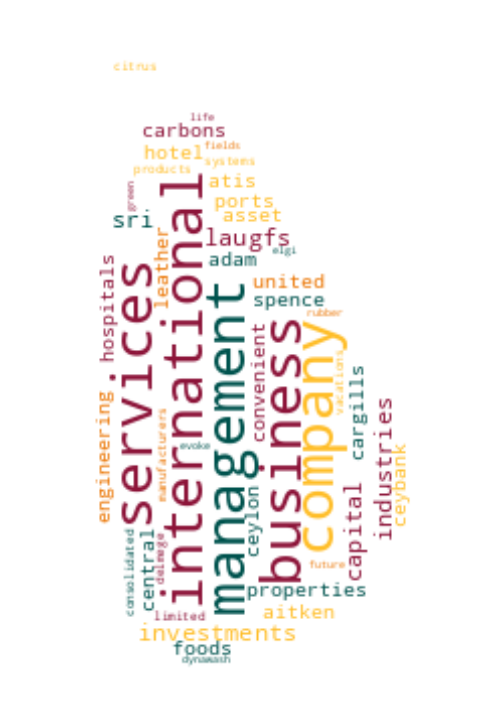 citrus
life
carbons
fields
hotel
systems
products
atis
green
ports
sri
asset
laugfs
elgi
adam
leather
hospitals
united
spence
rubber
international
services
management
business
company
convenient
vacations
cargills
engineering
manufacturers
evoke
industries
ceybank
ceylon
capital
consolidated
central
delmege
future
properties
limited
aitken
investments
foods
dynawash